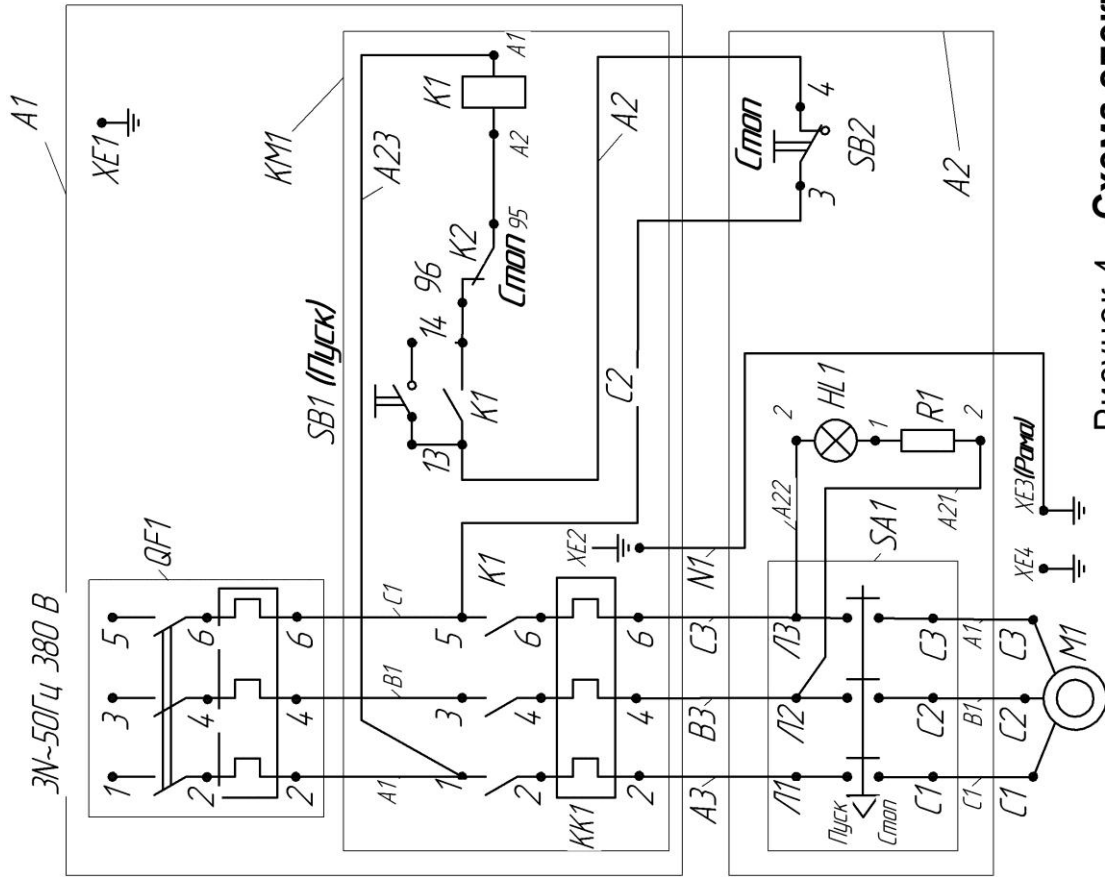 3N~50Гц 380 В
A1
XE1
QF1
1
3
5
2
4
6
2
4
6
KM1
SB1 (Пуск)
A23
A1
B1
C1
13
14
96
K2
Стоп 95
A2
K1
A1
K1
1
3
5
K1
2
4
6
KK1
2
4
6
C2
A2
XE2
A3
B3
C3
N1
Стоп
3
4
SB2
A2
Л1
Л2
Л3
Пуск
Стоп
SA1
A22
A21
2
HL1
1
R1
2
C1
C2
C3
C1
B1
A1
C1
C2
C3
M1
XE4
XE3(Рама)
Рисунок 4